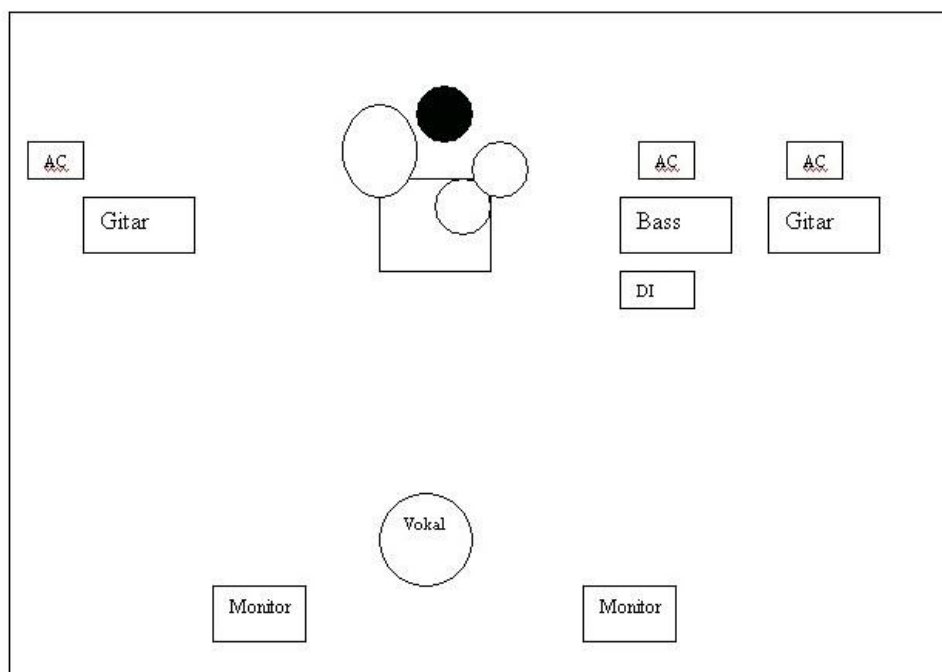 AC
AC
AC
Gitar
Bass
Gitar
DI
Vokal
Monitor
Monitor